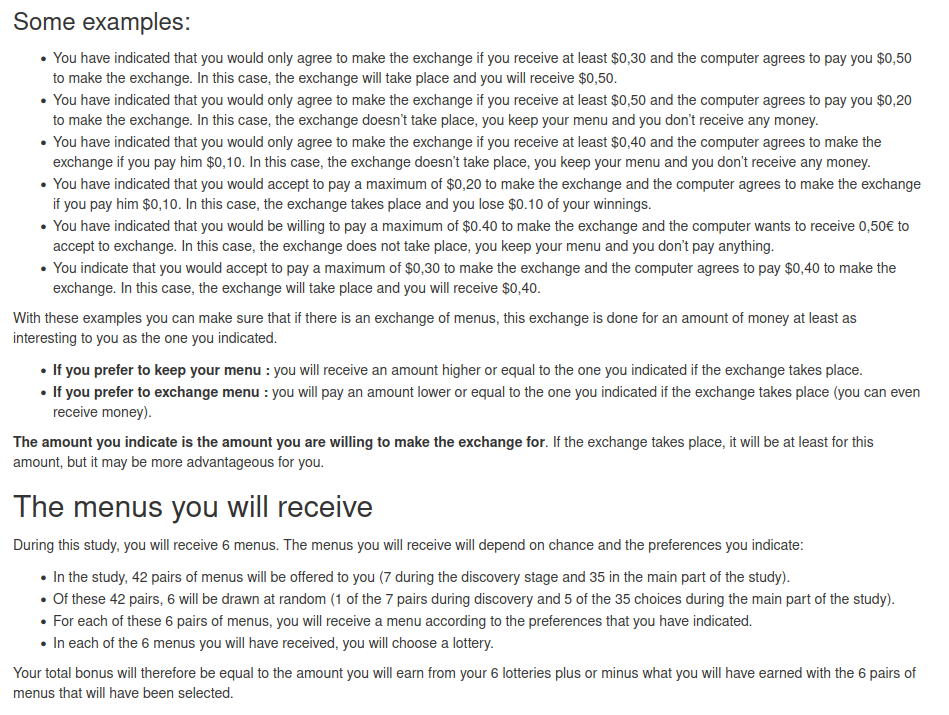 Some examples:
• You have indicated that you would only agree to make the exchange if you receive at least $0,30 and the computer agrees to pay you $0,50
to make the exchange. In this case, the exchange will take place and you will receive $0,50.
• You have indicated that you would only agree to make the exchange if you receive at least $0,50 and the computer agrees to pay you $0,20
to make the exchange. In this case, the exchange doesn't take place, you keep your menu and you don't receive any money.
• You have indicated that you would only agree to make the exchange if you receive at least $0,40 and the computer agrees to make the
exchange if you pay him $0,10. In this case, the exchange doesn't take place, you keep your menu and you don't receive any money.
• You have indicated that you would accept to pay a maximum of $0,20 to make the exchange and the computer agrees to make the exchange
if you pay him $0,10. In this case, the exchange takes place and you lose $0.10 of your winnings.
• You have indicated that you would be willing to pay a maximum of $0.40 to make the exchange and the computer wants to receive 0,50€ to
accept to exchange. In this case, the exchange does not take place, you keep your menu and you don't pay anything.
• You indicate that you would accept to pay a maximum of $0,30 to make the exchange and the computer agrees to pay $0,40 to make the
exchange. In this case, the exchange will take place and you will receive $0,40.
With these examples you can make sure that if there is an exchange of menus, this exchange is done for an amount of money at least as
interesting to you as the one you indicated.
• If you prefer to keep your menu : you will receive an amount higher or equal to the one you indicated if the exchange takes place.
• If you prefer to exchange menu : you will pay an amount lower or equal to the one you indicated if the exchange takes place (you can even
receive money).
The amount you indicate is the amount you are willing to make the exchange for. If the exchange takes place, it will be at least for this
amount, but it may be more advantageous for you.
The menus you will receive
During this study, you will receive 6 menus. The menus you will receive will depend on chance and the preferences you indicate:
• In the study, 42 pairs of menus will be offered to you (7 during the discovery stage and 35 in the main part of the study).
• Of these 42 pairs, 6 will be drawn at random (1 of the 7 pairs during discovery and 5 of the 35 choices during the main part of the study).
• For each of these 6 pairs of menus, you will receive a menu according to the preferences that you have indicated.
• In each of the 6 menus you will have received, you will choose a lottery.
Your total bonus will therefore be equal to the amount you will earn from your 6 lotteries plus or minus what you will have earned with the 6 pairs of
menus that will have been selected.